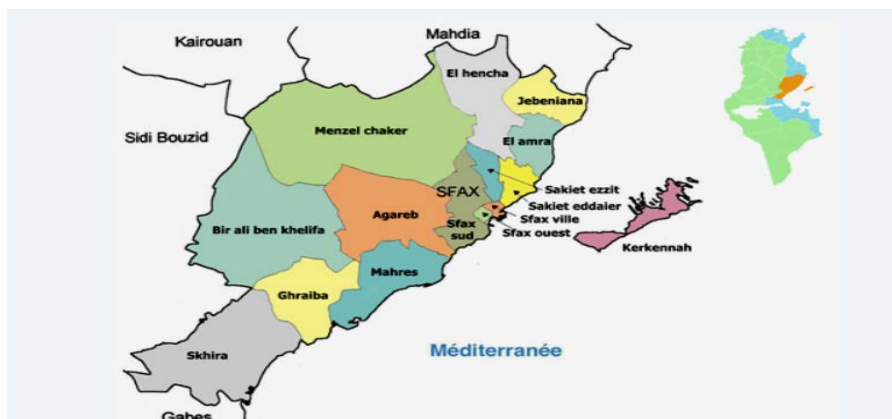 Kairouan
Mahdia
El hencha
Jebeniana
Sidi Bouzid
Menzel chaker
El amra
SFAX
Sakiet ezzit
Sakiet eddaier
Sfax ville
Sfax ouest
Agareb
Sfax sud
Bir ali ben khelifa
Kerkennah
Mahres
Ghraiba
Skhira
Méditerranée
Gabes